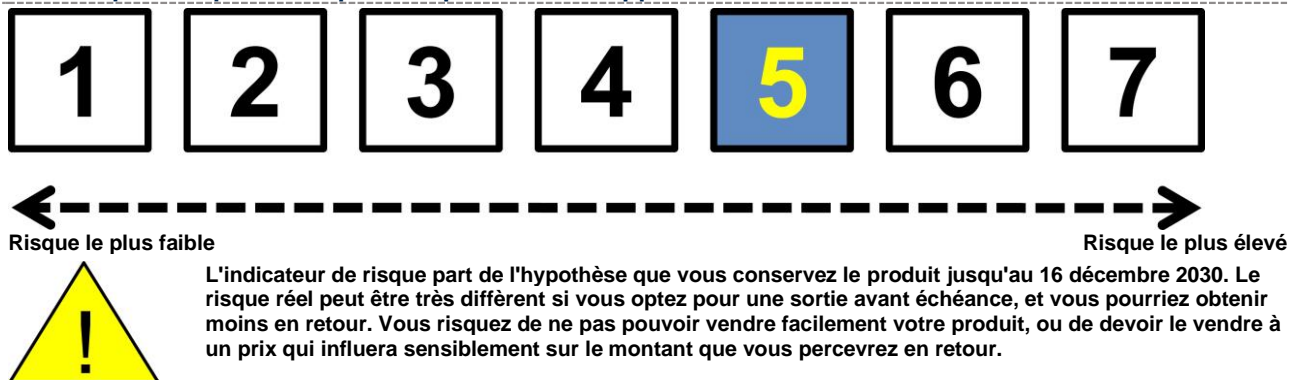 1 2 3 4 5 6 7
Risque le plus faible Risque le plus élevé
L'indicateur de risque part de l'hypothèse que vous conservez le produit jusqu'au 16 décembre 2030. Le
risque réel peut être très diffèrent si vous optez pour une sortie avant échéance, et vous pourriez obtenir
moins en retour. Vous risquez de ne pas pouvoir vendre facilement votre produit, ou de devoir le vendre à
un prix qui influera sensiblement sur le montant que vous percevrez en retour.
!